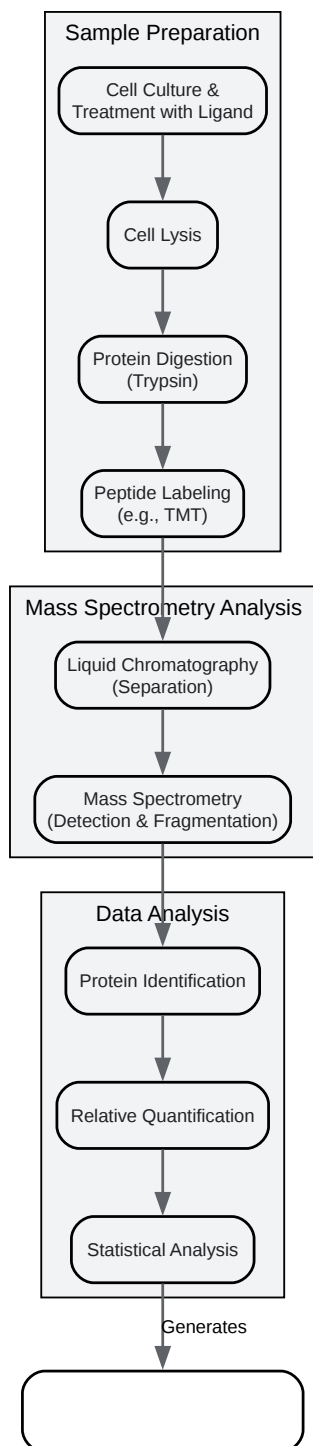 Sample Preparation
Cell Culture &
Treatment with Ligand
Cell Lysis
Protein Digestion
(Trypsin)
Peptide Labeling
(e.g., TMT)
Mass Spectrometry Analysis
Liquid Chromatography
(Separation)
Mass Spectrometry
(Detection & Fragmentation)
Data Analysis
Protein Identification
Relative Quantification
Statistical Analysis
Generates